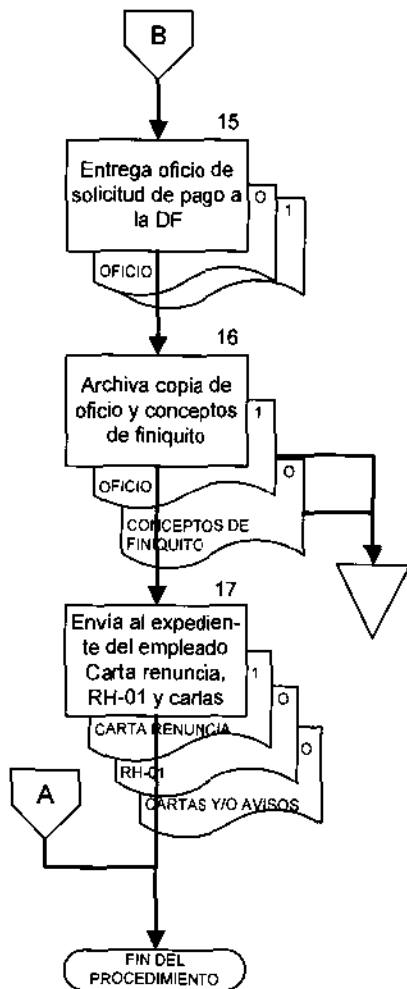 B
15
Entrega oficio de
solicitud de pago a
la DF
O
1
OFICIO
16
Archiva copia de
oficio y conceptos
de finiquito
1
OFICIO
O
CONCEPTOS DE
FINIQUITO
17
Envía al expedien-
te del empleado
Carta renuncia,
RH-01 y cartas
1
CARTA RENUNCIA
O
RH-01
O
CARTAS Y/O AVISOS
A
FIN DEL
PROCEDIMIENTO